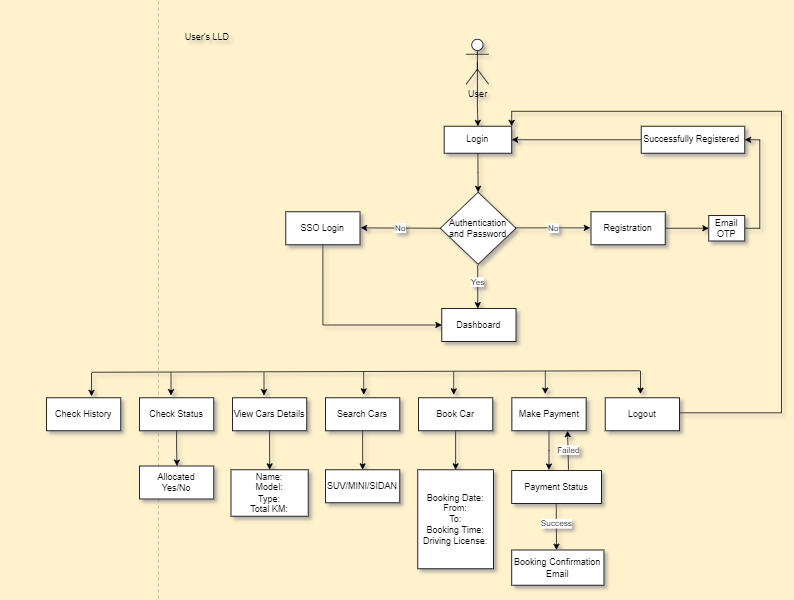 User's LLD
User
Login
Successfully Registered
Authentication
and Password
SSO Login
No
No
Registration
Email
OTP
Yes
Dashboard
Check History
Check Status
View Cars Details
Search Cars
Book Car
Make Payment
Logout
Failed
Allocated
Yes/No
Name:
Model:
Type:
Total KM:
SUV/MINI/SIDAN
Booking Date:
From:
To:
Booking Time:
Driving License:
Payment Status
Success
Booking Confirmation
Email